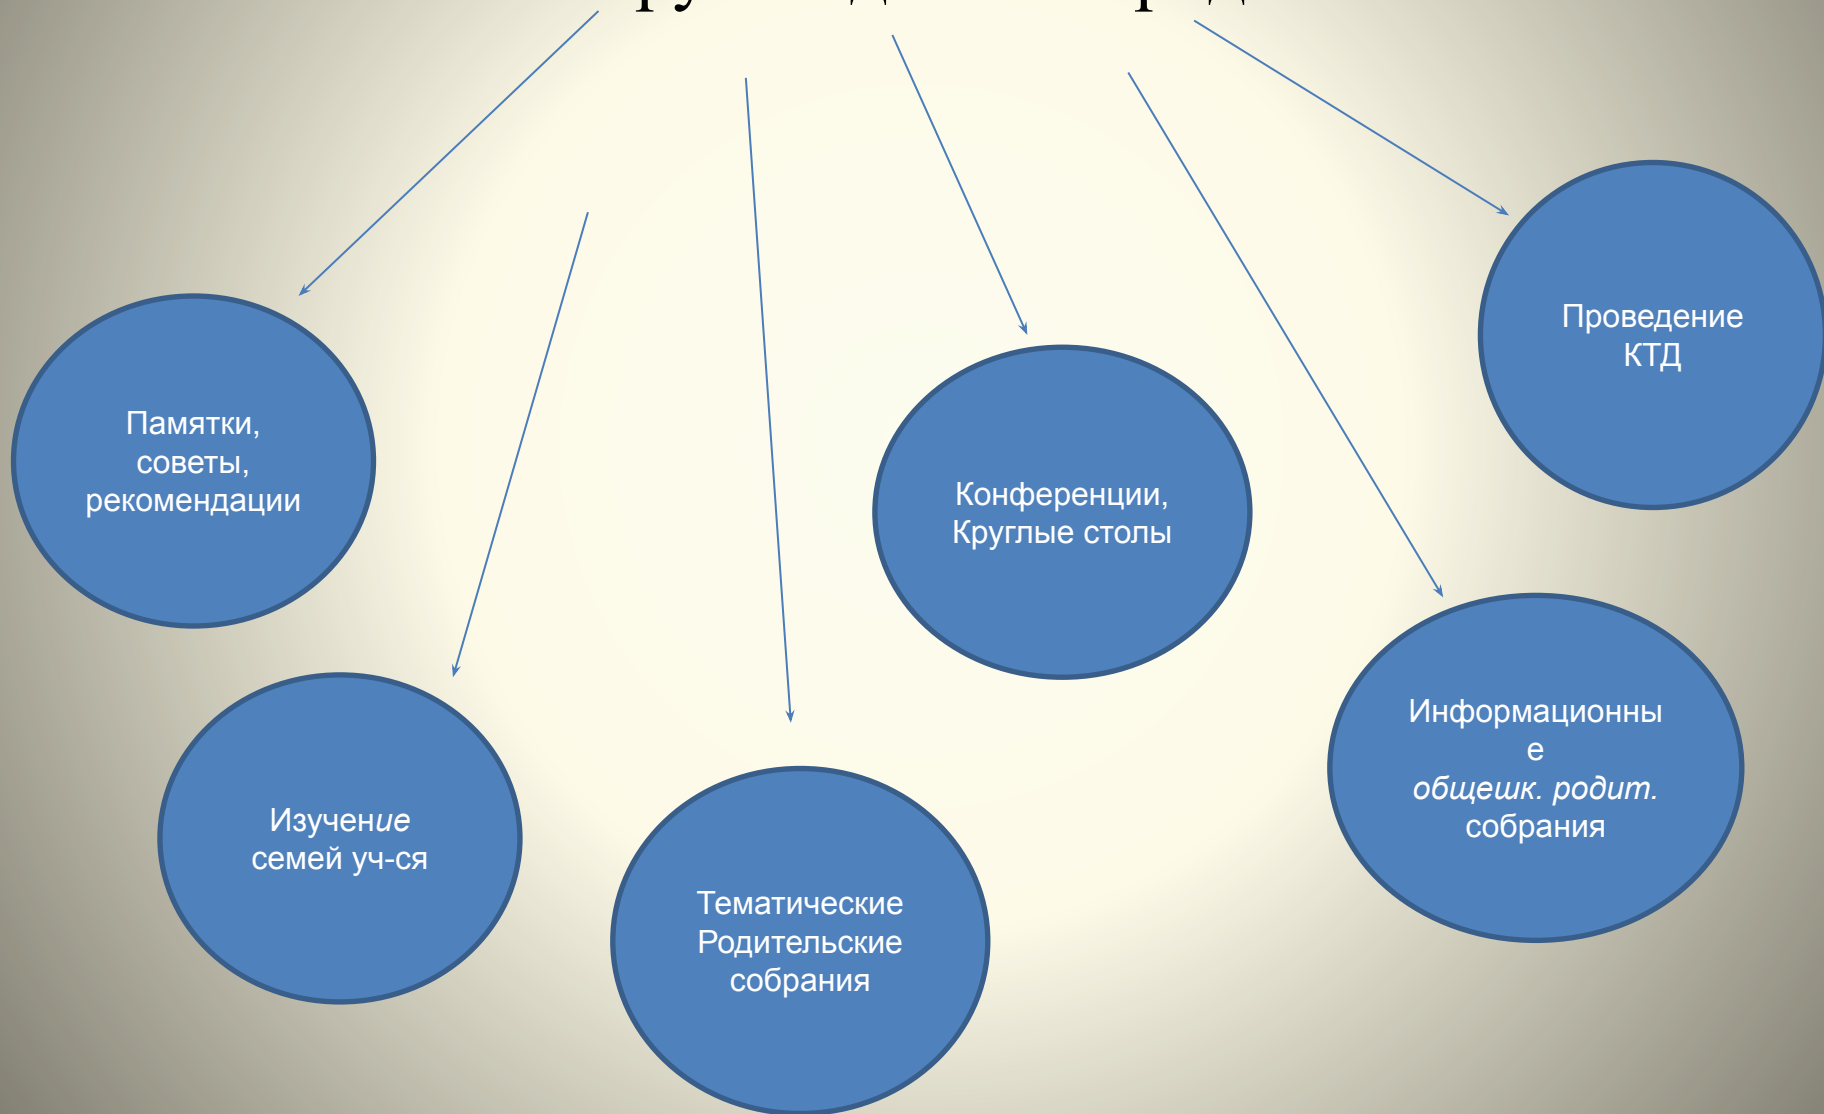 Проведение
КТД
Памятки,
советы,
рекомендации
Конференции,
Круглые столы
Информационны
е
общешк. родит.
собрания
Изучение
семей уч-ся
Тематические
Родительские
собрания